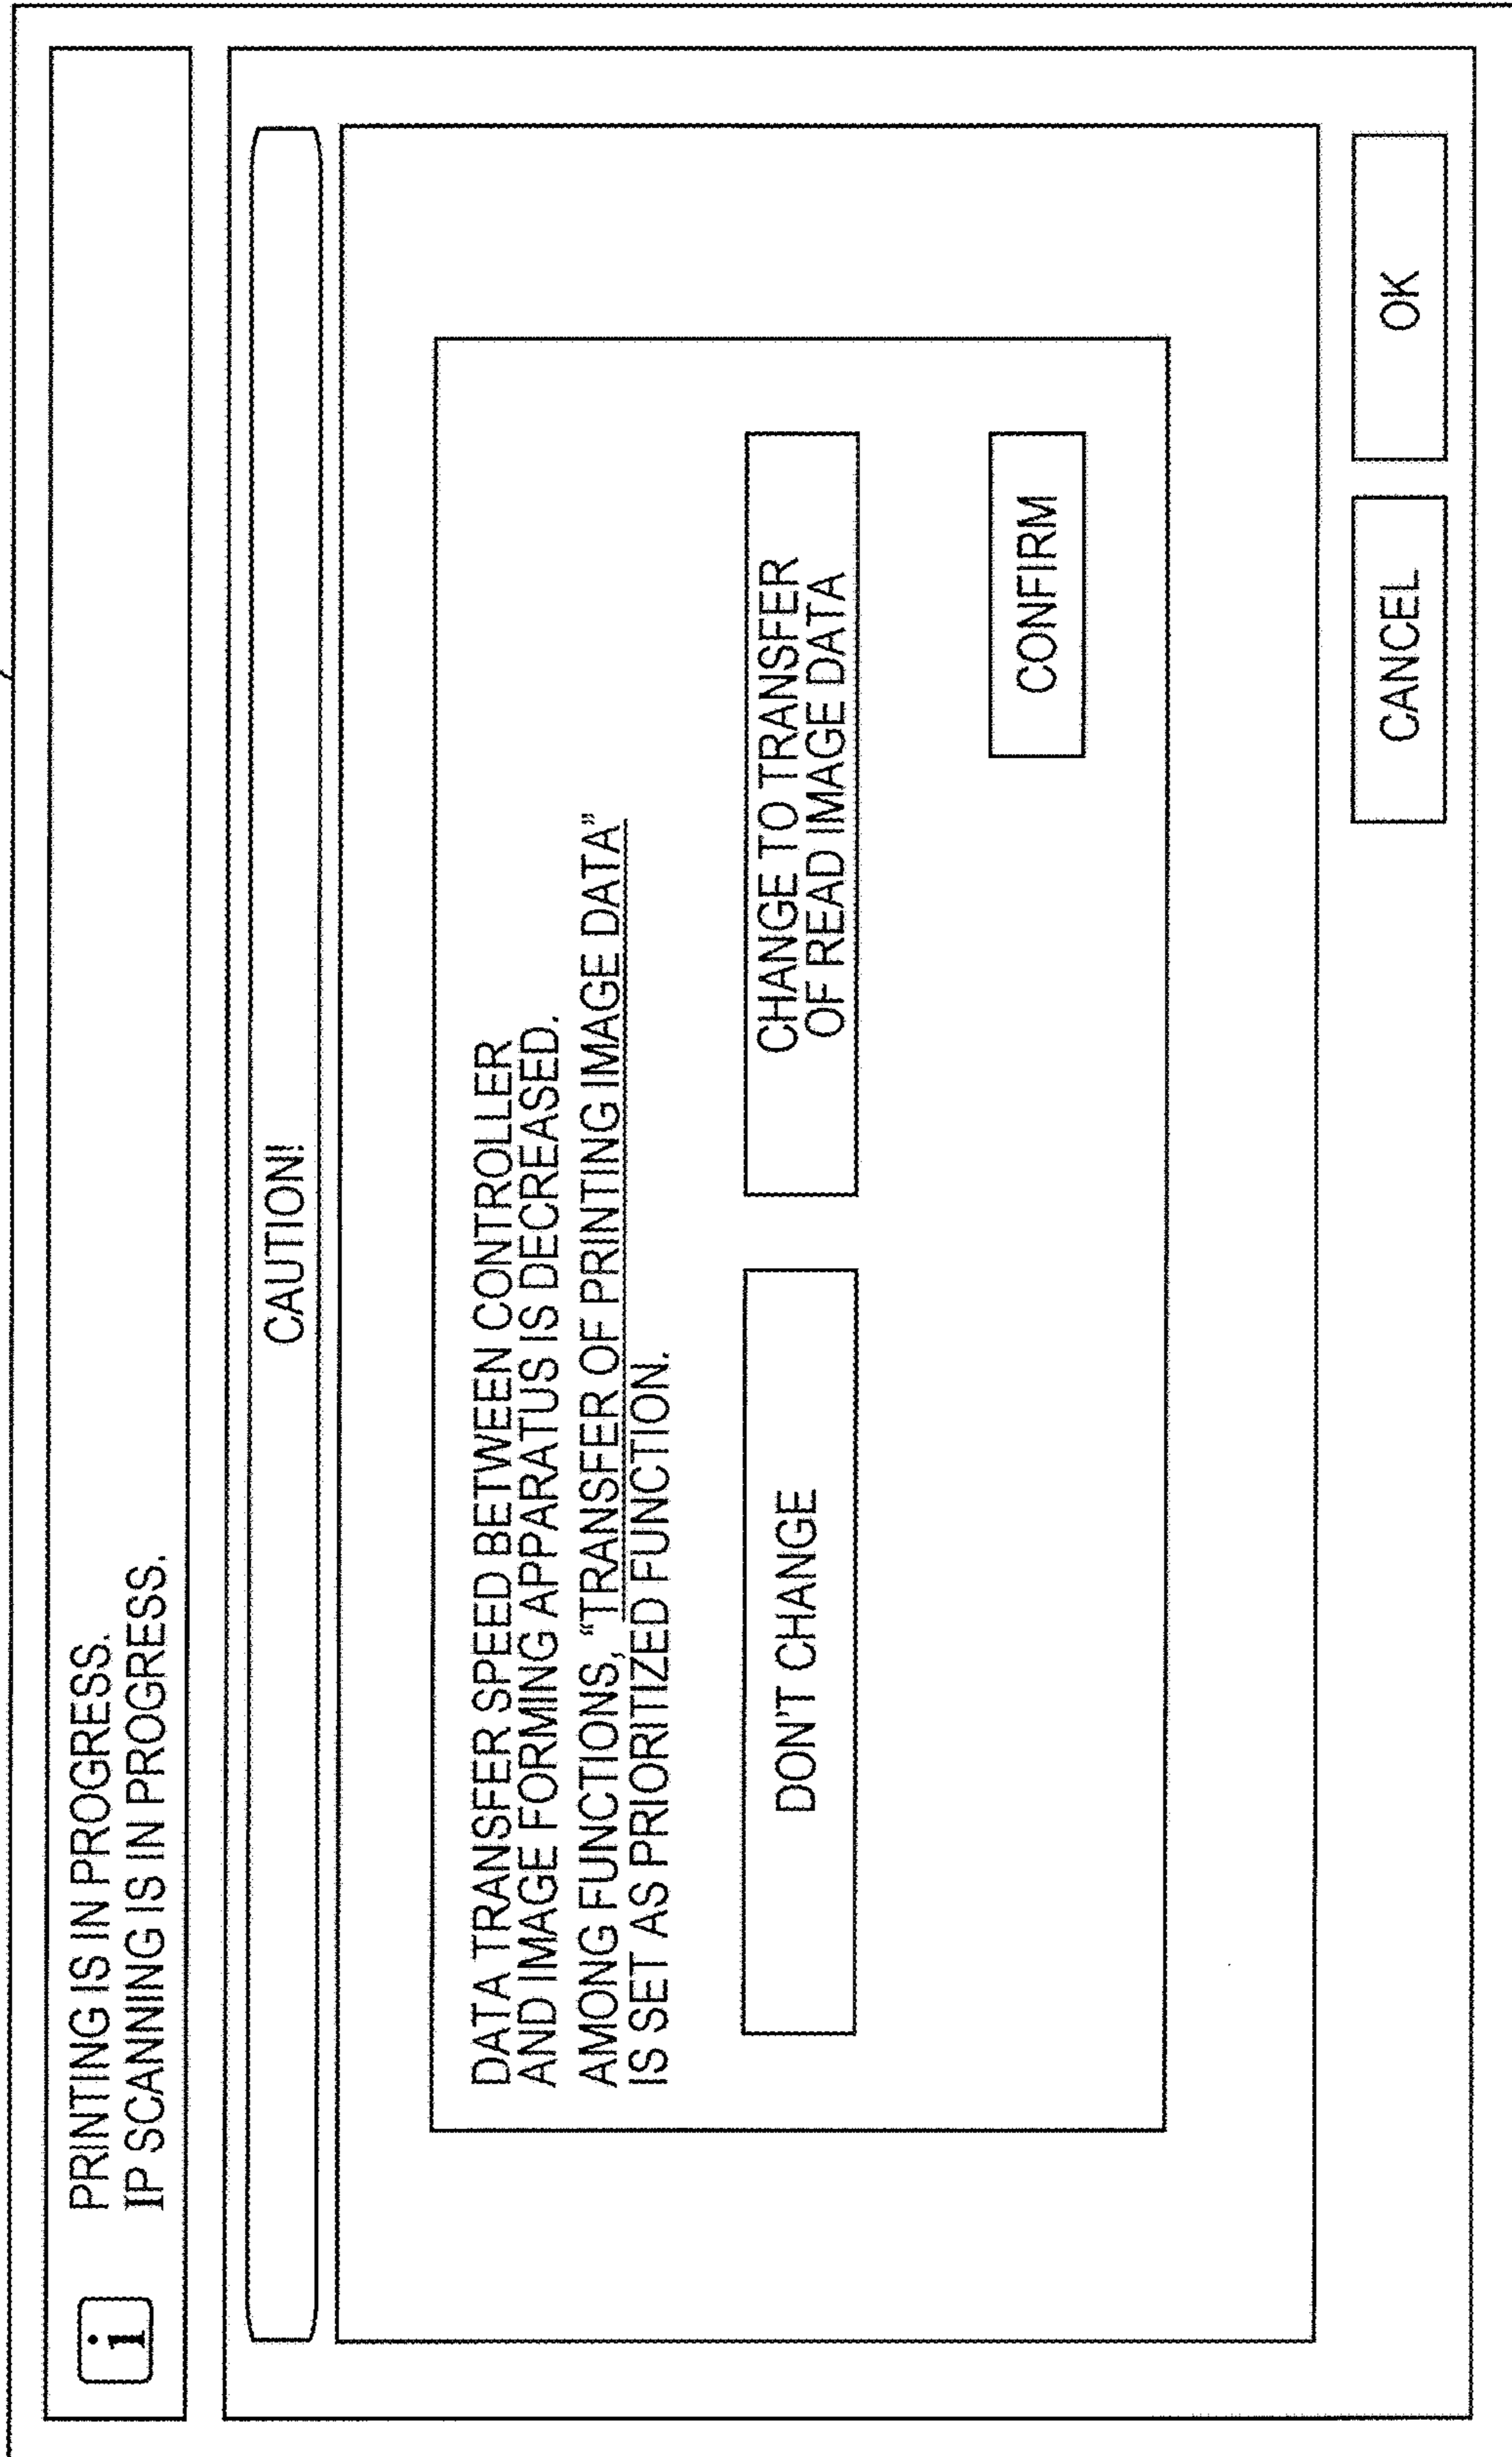 i
PRINTING IS IN PROGRESS.
IP SCANNING IS IN PROGRESS.
CAUTION!
DATA TRANSFER SPEED BETWEEN CONTROLLER
AND IMAGE FORMING APPARATUS IS DECREASED.
AMONG FUNCTIONS, “TRANSFER OF PRINTING IMAGE DATA”
IS SET AS PRIORITIZED FUNCTION.
DON'T CHANGE
CHANGE TO TRANSFER
OF READ IMAGE DATA
CONFIRM
CANCEL
OK